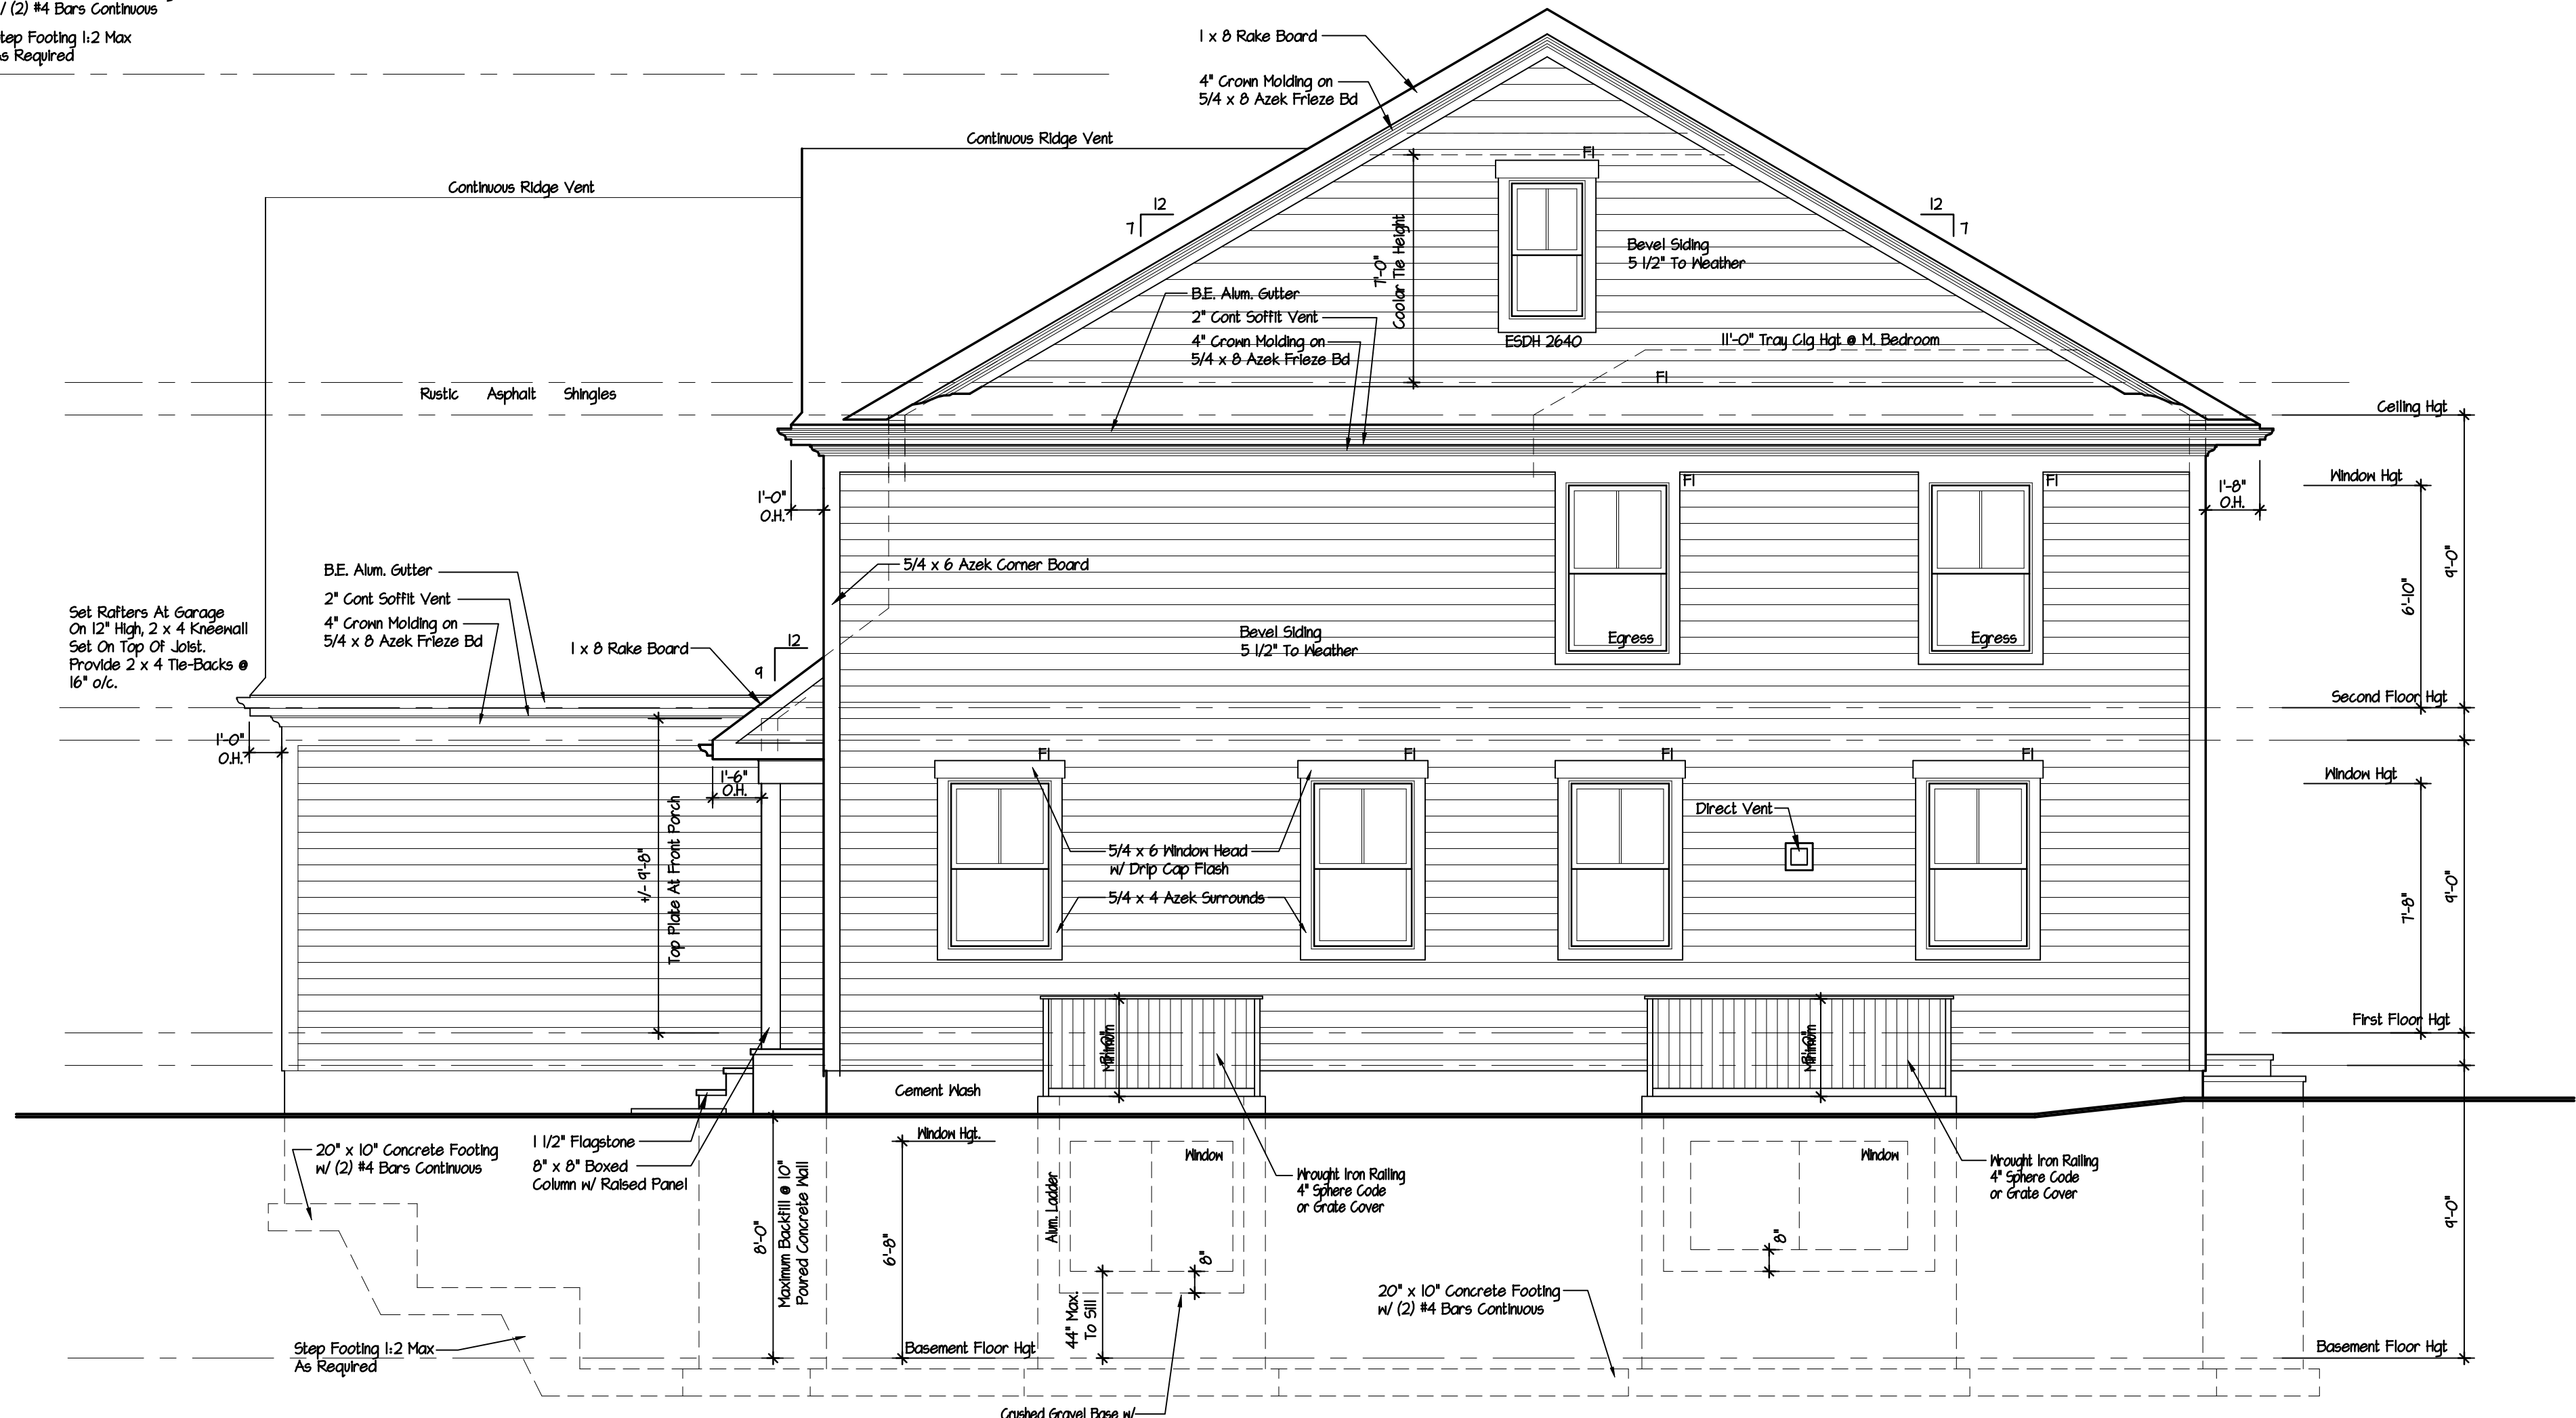 / (2) #4 Bars Continuous
tep Footing 1:2 Max
s Required
1 x 8 Rake Board
4" Crown Molding on
5/4 x 8 Azek Frieze Bd
Continuous Ridge Vent
Continuous Ridge Vent
F1
12
7
12
7
7'-0"
Coolar Tie Height
Bevel Siding
5 1/2" To Weather
B.E. Alum. Gutter
2" Cont Soffit Vent
4" Crown Molding on
5/4 x 8 Azek Frieze Bd
ESDH 2640
11'-0" Tray Clg Hgt @ M. Bedroom
F1
Rustic Asphalt Shingles
Ceiling Hgt
Window Hgt
1'-0"
O.H.
F1
F1
1'-8"
O.H.
5/4 x 6 Azek Corner Board
B.E. Alum. Gutter
2" Cont Soffit Vent
4" Crown Molding on
5/4 x 8 Azek Frieze Bd
Set Rafters At Garage
On 12" High, 2 x 4 Kneewall
Set On Top Of Joist.
Provide 2 x 4 Tie-Backs @
16" o/c.
1 x 8 Rake Board
12
9
Bevel Siding
5 1/2" To Weather
Egress
Egress
6'-10"
9'-0"
Second Floor Hgt
1'-0"
O.H.
1'-6"
O.H.
F1
F1
F1
F1
Window Hgt
Direct Vent
+/- 9'-8"
Top Plate At Front Porch
5/4 x 6 Window Head
w/ Drip Cap Flash
5/4 x 4 Azek Surrounds
7'-8"
9'-0"
First Floor Hgt
Minimum
Minimum
Cement Wash
20" x 10" Concrete Footing
w/ (2) #4 Bars Continuous
1 1/2" Flagstone
8" x 8" Boxed
Column w/ Raised Panel
8'-0"
Maximum Backfill @ 10"
Poured Concrete Wall
Window Hgt.
6'-8"
Alum. Ladder
Window
8"
44" Max.
To Sill
Wrought Iron Railing
4" Sphere Code
or Grate Cover
Window
8"
Wrought Iron Railing
4" Sphere Code
or Grate Cover
9'-0"
20" x 10" Concrete Footing
w/ (2) #4 Bars Continuous
Step Footing 1:2 Max
As Required
Basement Floor Hgt
Basement Floor Hgt
Crushed Gravel Base w/